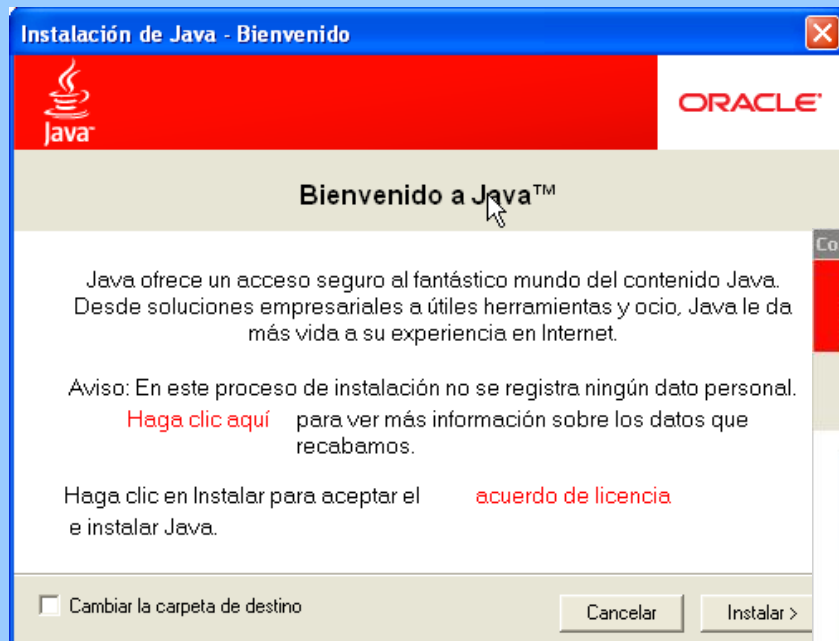 Instalación de Java - Bienvenido
Java™
ORACLE®
Bienvenido a Java™
Co
Java ofrece un acceso seguro al fantástico mundo del contenido Java.
Desde soluciones empresariales a útiles herramientas y ocio, Java le da
más vida a su experiencia en Internet.
Aviso: En este proceso de instalación no se registra ningún dato personal.
Haga clic aquí para ver más información sobre los datos que
recabamos.
Haga clic en Instalar para aceptar el acuerdo de licencia
e instalar Java.
Cambiar la carpeta de destino
Cancelar
Instalar >